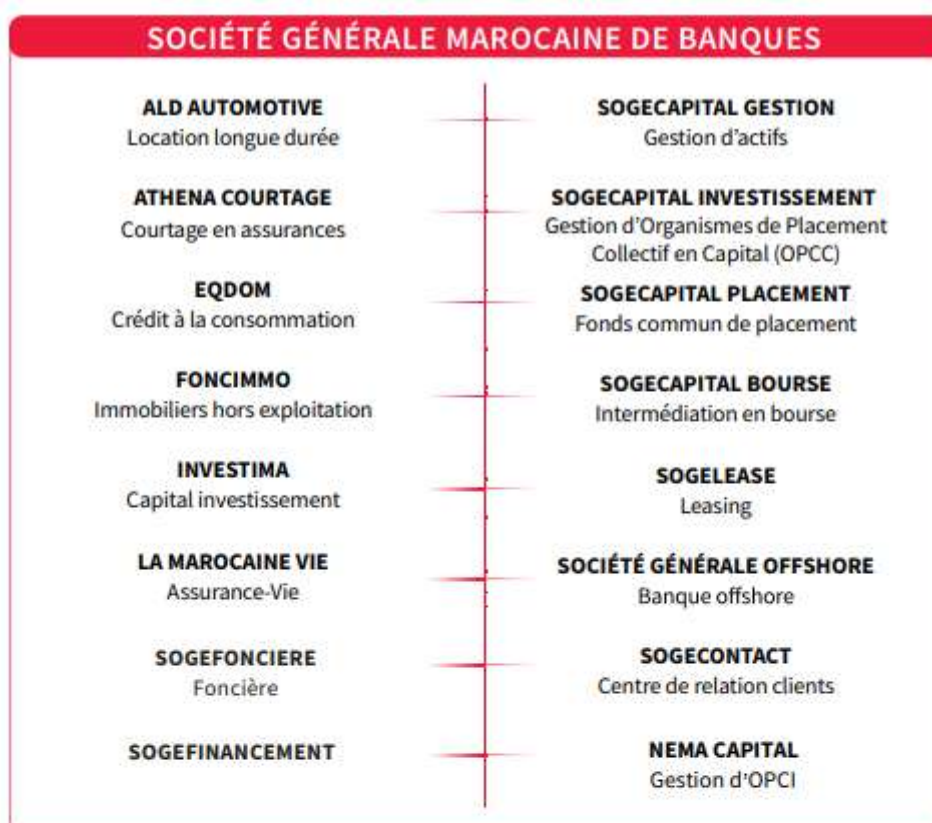 SOCIÉTÉ GÉNÉRALE MAROCAINE DE BANQUES
ALD AUTOMOTIVE
Location longue durée
ATHENA COURTAGE
Courtage en assurances
EQDOM
Crédit à la consommation
FONCIMMO
Immobiliers hors exploitation
INVESTIMA
Capital investissement
LA MAROCAINE VIE
Assurance-Vie
SOGEFONCIERE
Foncière
SOGEFINANCEMENT
SOGECAPITAL GESTION
Gestion d'actifs
SOGECAPITAL INVESTISSEMENT
Gestion d'Organismes de Placement
Collectif en Capital (OPCC)
SOGECAPITAL PLACEMENT
Fonds commun de placement
SOGECAPITAL BOURSE
Intermédiation en bourse
SOGELEASE
Leasing
SOCIÉTÉ GÉNÉRALE OFFSHORE
Banque offshore
SOGECONTACT
Centre de relation clients
NEMA CAPITAL
Gestion d'OPCI